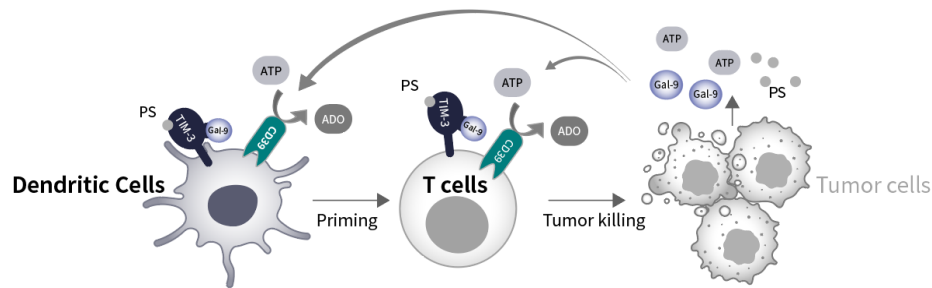 ATP
PS
TIM-3
Gal-9
CD39
ADO
Dendritic Cells
Priming
ATP
PS
TIM-3
Gal-9
CD39
ADO
T cells
Tumor killing
ATP
ATP
Gal-9
Gal-9
PS
Tumor cells